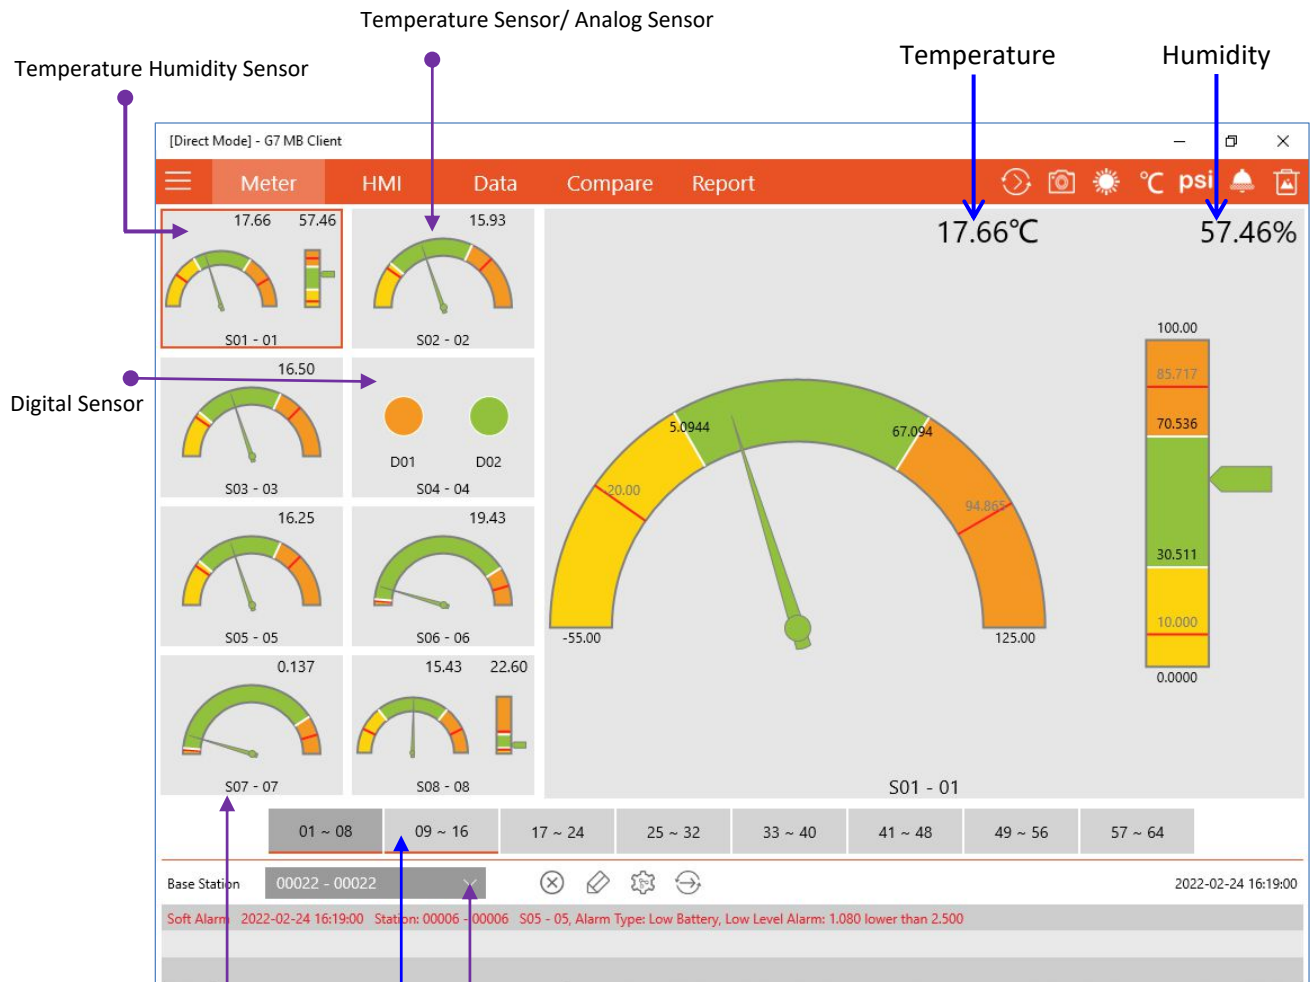 Temperature Sensor/ Analog Sensor
Temperature Humidity Sensor
Temperature
Humidity
[Direct Mode] - G7 MB Client
Meter HMI Data Compare Report ℃ psi
17.66 57.46
S01 - 01
15.93
S02 - 02
Digital Sensor
16.50
S03 - 03
D01 D02
S04 - 04
16.25
S05 - 05
19.43
S06 - 06
0.137
S07 - 07
15.43 22.60
S08 - 08
17.66℃ 57.46%
5.0944
67.094
-20.00
94.865
-55.00
125.00
100.00
85.717
70.536
30.511
10.000
0.0000
S01 - 01
01 ~ 08 09 ~ 16 17 ~ 24 25 ~ 32 33 ~ 40 41 ~ 48 49 ~ 56 57 ~ 64
Base Station 00022 - 00022 2022-02-24 16:19:00
Soft Alarm 2022-02-24 16:19:00 Station: 00006 - 00006 S05 - 05, Alarm Type: Low Battery, Low Level Alarm: 1.080 lower than 2.500